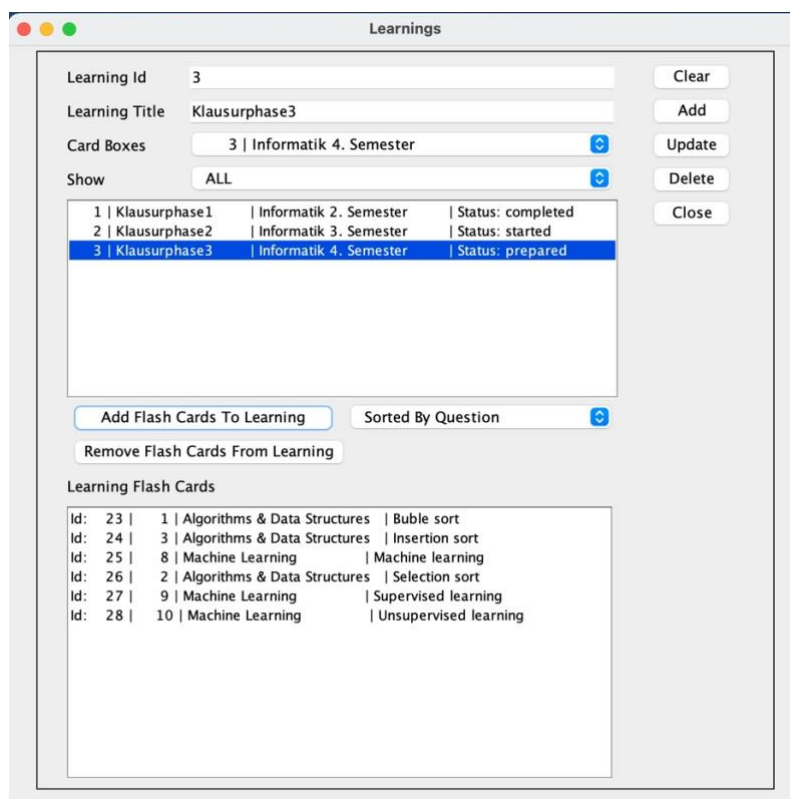 Learnings
Learning Id 3 Clear
Learning Title Klausurphase3 Add
Card Boxes 3 | Informatik 4. Semester Update
Show ALL Delete
1 | Klausurphase1 | Informatik 2. Semester | Status: completed Close
2 | Klausurphase2 | Informatik 3. Semester | Status: started
3 | Klausurphase3 | Informatik 4. Semester | Status: prepared
Add Flash Cards To Learning Sorted By Question
Remove Flash Cards From Learning
Learning Flash Cards
Id: 23 | 1 | Algorithms & Data Structures | Buble sort
Id: 24 | 3 | Algorithms & Data Structures | Insertion sort
Id: 25 | 8 | Machine Learning | Machine learning
Id: 26 | 2 | Algorithms & Data Structures | Selection sort
Id: 27 | 9 | Machine Learning | Supervised learning
Id: 28 | 10 | Machine Learning | Unsupervised learning